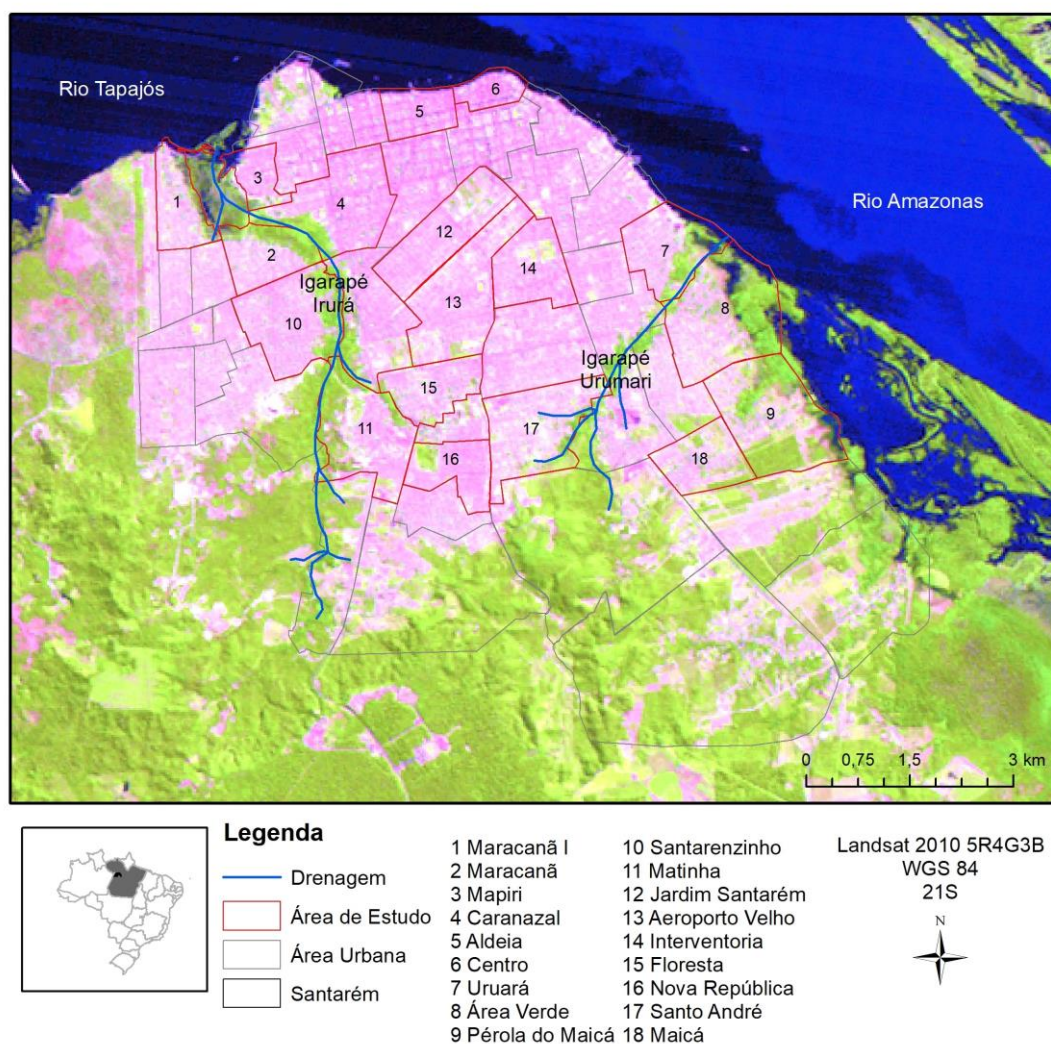 Rio Tapajós
Rio Amazonas
6
5
3
1
4
12
7
2
14
Igarapé
Irurá
13
10
8
Igarapé
Urumari
15
9
11
17
16
18
0 0,75 1,5 3 km
Legenda
Drenagem
Área de Estudo
Área Urbana
Santarém
1 Maracanã I
2 Maracanã
3 Mapiri
4 Caranazal
5 Aldeia
6 Centro
7 Uruará
8 Área Verde
9 Pérola do Maicá
10 Santarenzinho
11 Matinha
12 Jardim Santarém
13 Aeroporto Velho
14 Interventoria
15 Floresta
16 Nova República
17 Santo André
18 Maicá
Landsat 2010 5R4G3B
WGS 84
21S
N